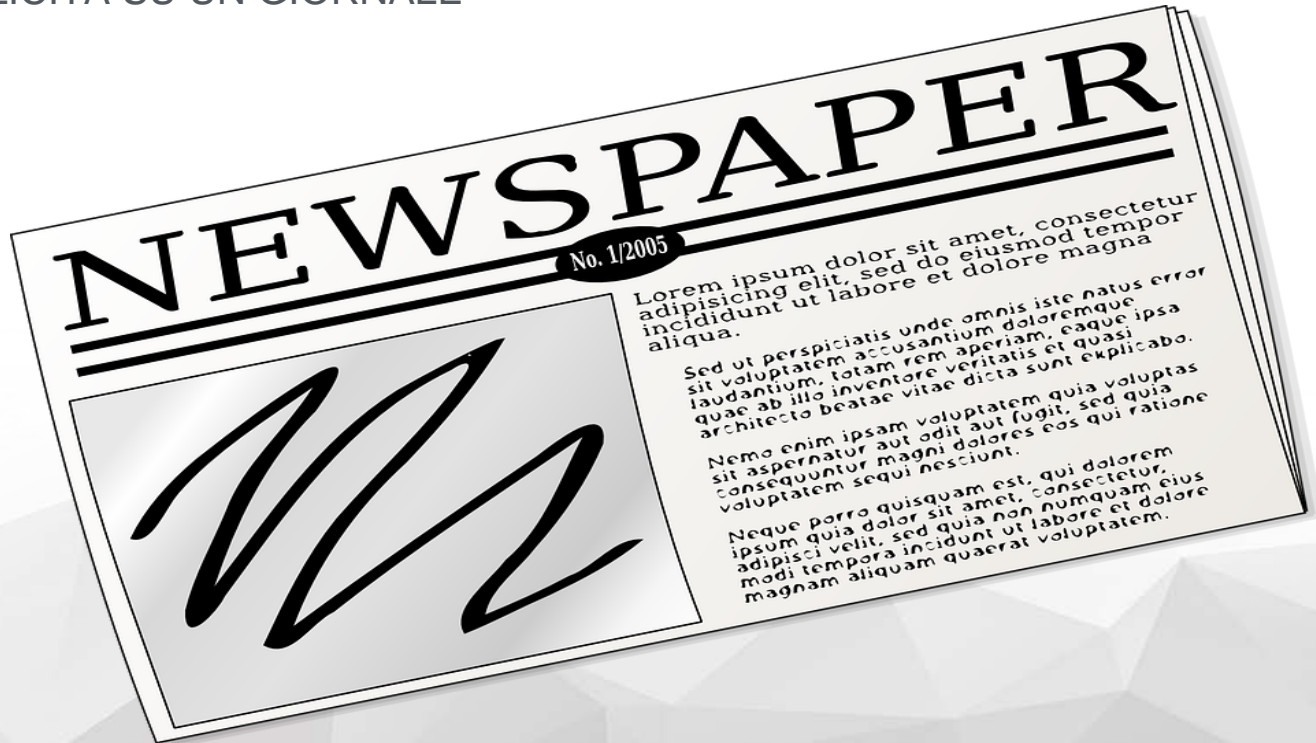 SU UN GIORNALE
NEWSPAPER
No. 1/2005
Lorem ipsum dolor sit amet, consectetur
adipisicing elit, sed do eiusmod tempor
incididunt ut labore et dolore magna
aliqua.
Sed ut perspiciatis unde omnis iste natus error
sit voluptatem accusantium doloremque
laudantium, totam rem aperiam, eaque ipsa
quae ab illo inventore veritatis et quasi
architecto beatae vitae dicta sunt explicabo.
Nemo enim ipsam voluptatem quia voluptas
sit aspernatur aut odit aut fugit, sed quia
consequuntur magni dolores eos qui ratione
voluptatem sequi nesciunt.
Neque porro quisquam est, qui dolorem
ipsum quia dolor sit amet, consectetur,
adipisci velit, sed quia non numquam eius
modi tempora incidunt ut labore et dolore
magnam aliquam quaerat voluptatem.